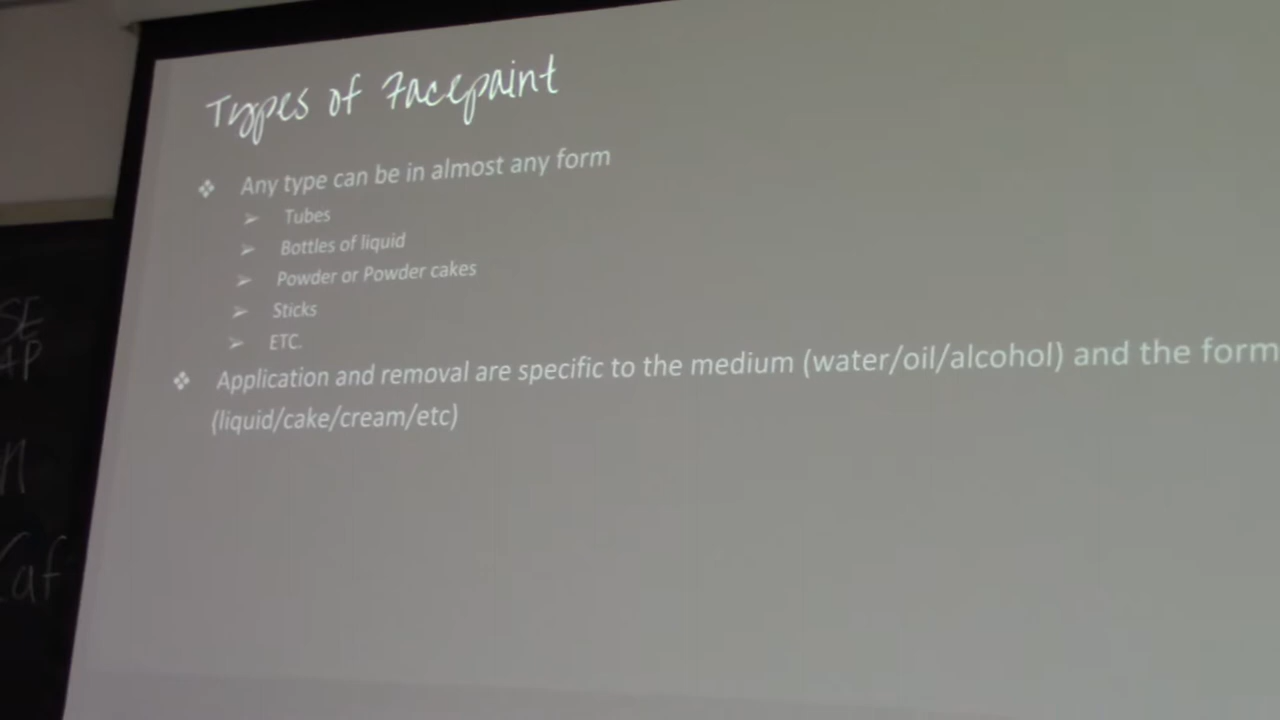 Types of Facepaint
Any type can be in almost any form
Tubes
Bottles of liquid
Powder or Powder cakes
Sticks
ETC.
Application and removal are specific to the medium (water/oil/alcohol) and the form
(liquid/cake/cream/etc)
SE
+P
n